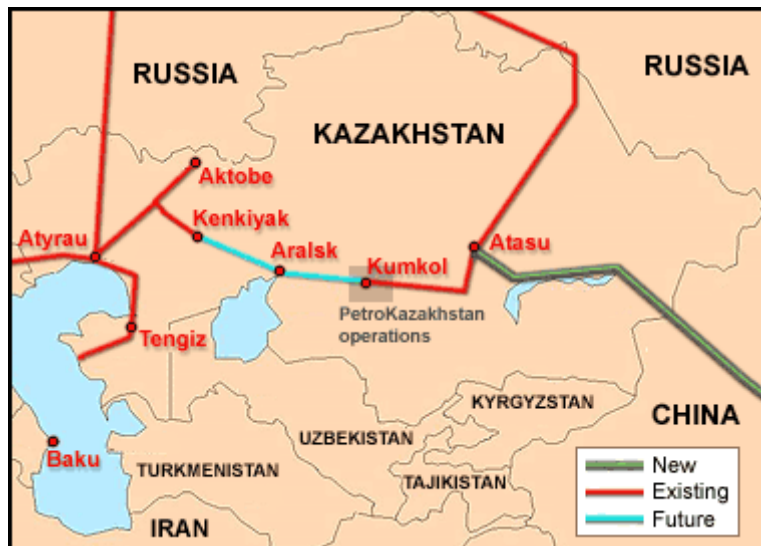 RUSSIA
RUSSIA
KAZAKHSTAN
Aktobe
Kenkiyak
Atyrau
Aralsk
Atasu
Kumkol
PetroKazakhstan
operations
Tengiz
KYRGYZSTAN
CHINA
UZBEKISTAN
Baku
TURKMENISTAN
TAJIKISTAN
IRAN
New
Existing
Future